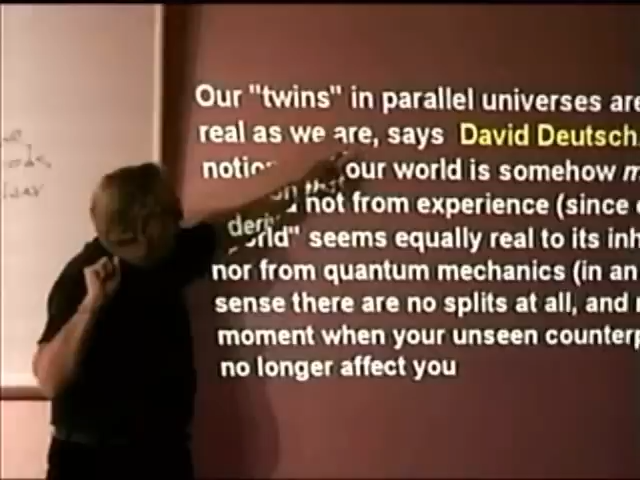 Our "twins" in parallel universes are
real as we are, says David Deutsch.
our world is somehow
not from experience (since
seems equally real to its
nor from quantum mechanics (in an
sense there are no splits at all, and
moment when your unseen
no longer affect you